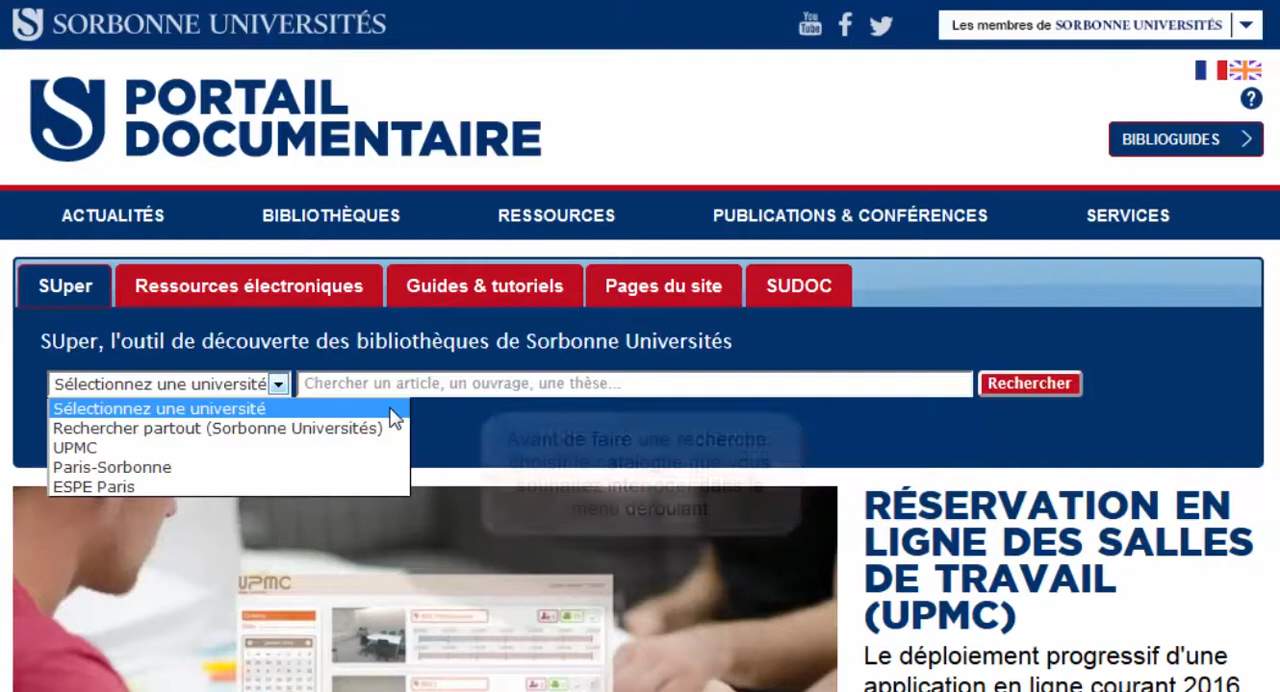 SORBONNE UNIVERSITÉS
You Tube
Les membres de SORBONNE UNIVERSITÉS
PORTAIL
DOCUMENTAIRE
?
BIBLIOGUIDES
ACTUALITÉS
BIBLIOTHÈQUES
RESSOURCES
PUBLICATIONS & CONFÉRENCES
SERVICES
SUper
Ressources électroniques
Guides & tutoriels
Pages du site
SUDOC
SUper, l'outil de découverte des bibliothèques de Sorbonne Universités
Sélectionnez une université
Chercher un article, un ouvrage, une thèse...
Rechercher
Sélectionnez une université
Rechercher partout (Sorbonne Universités)
UPMC
Paris-Sorbonne
ESPE Paris
Avant de faire une recherche,
choisir le catalogue que vous
souhaitez interroger dans le
menu déroulant
UPMC
RÉSERVATION EN
LIGNE DES SALLES
DE TRAVAIL
(UPMC)
Le déploiement progressif d'une
application en ligne courant 2016